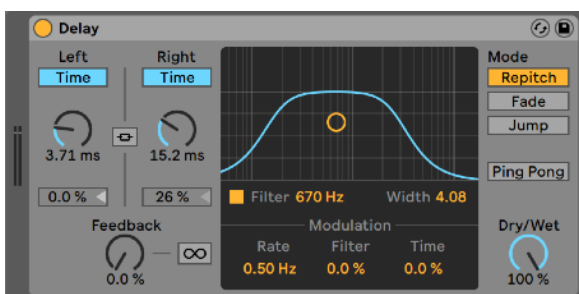 Delay
Left Right
Time Time
3.71 ms 15.2 ms
0.0 % 26 %
Feedback
0.0 %
Filter 670 Hz Width 4.08
Modulation
Rate Filter Time
0.50 Hz 0.0 % 0.0 %
Mode
Repitch
Fade
Jump
Ping Pong
Dry/Wet
100 %